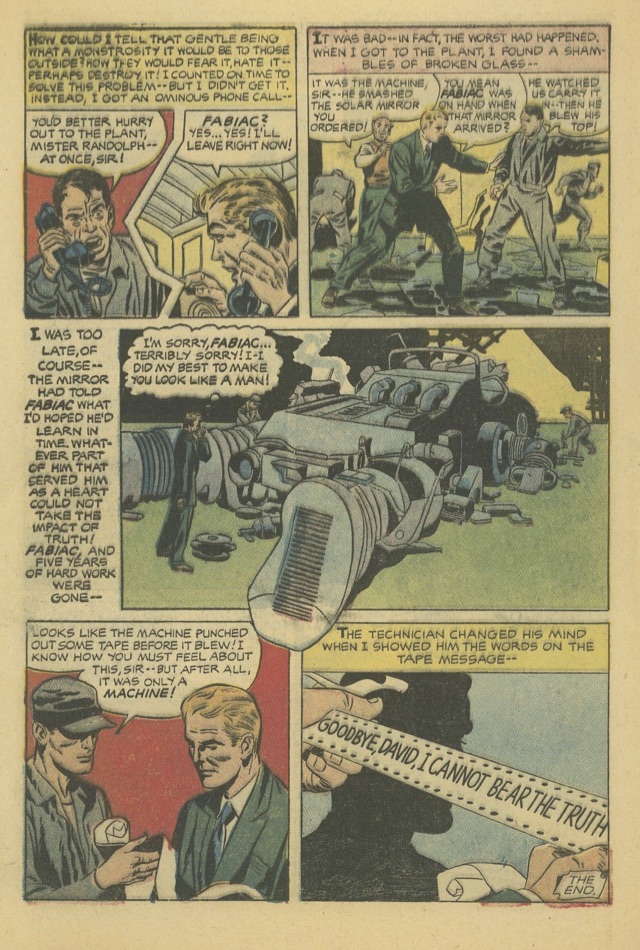 HOW COULD I TELL THAT GENTLE BEING
WHAT A MONSTROSITY IT WOULD BE TO THOSE
OUTSIDE? HOW THEY WOULD FEAR IT, HATE IT--
PERHAPS DESTROY IT! I COUNTED ON TIME TO
SOLVE THIS PROBLEM--BUT I DIDN'T GET IT.
INSTEAD, I GOT AN OMINOUS PHONE CALL--
YOU'D BETTER HURRY
OUT TO THE PLANT,
MISTER RANDOLPH--
AT ONCE, SIR!
FABIAC?
YES... YES! I'LL
LEAVE RIGHT NOW!
IT WAS BAD--IN FACT, THE WORST HAD HAPPENED.
WHEN I GOT TO THE PLANT, I FOUND A SHAM-
BLES OF BROKEN GLASS--
IT WAS THE MACHINE,
SIR--HE SMASHED
THE SOLAR MIRROR
YOU
ORDERED!
YOU MEAN
FABIAC WAS
ON HAND WHEN
THAT MIRROR
ARRIVED?
HE WATCHED
US CARRY IT
IN--THEN HE
BLEW HIS
TOP!
I WAS TOO
LATE, OF
COURSE--
THE MIRROR
HAD TOLD
FABIAC WHAT
I'D HOPED HE'D
LEARN IN
TIME. WHAT-
EVER PART
OF HIM THAT
SERVED HIM
AS A HEART
COULD NOT
TAKE THE
IMPACT OF
TRUTH!
FABIAC, AND
FIVE YEARS
OF HARD WORK
WERE
GONE--
I'M SORRY, FABIAC...
TERRIBLY SORRY! I-I
DID MY BEST TO MAKE
YOU LOOK LIKE A MAN!
LOOKS LIKE THE MACHINE PUNCHED
OUT SOME TAPE BEFORE IT BLEW! I
KNOW HOW YOU MUST FEEL ABOUT
THIS, SIR--BUT AFTER ALL,
IT WAS ONLY A
MACHINE!
THE TECHNICIAN CHANGED HIS MIND
WHEN I SHOWED HIM THE WORDS ON THE
TAPE MESSAGE--
GOODBYE, DAVID. I CANNOT BEAR THE TRUTH
THE
END.